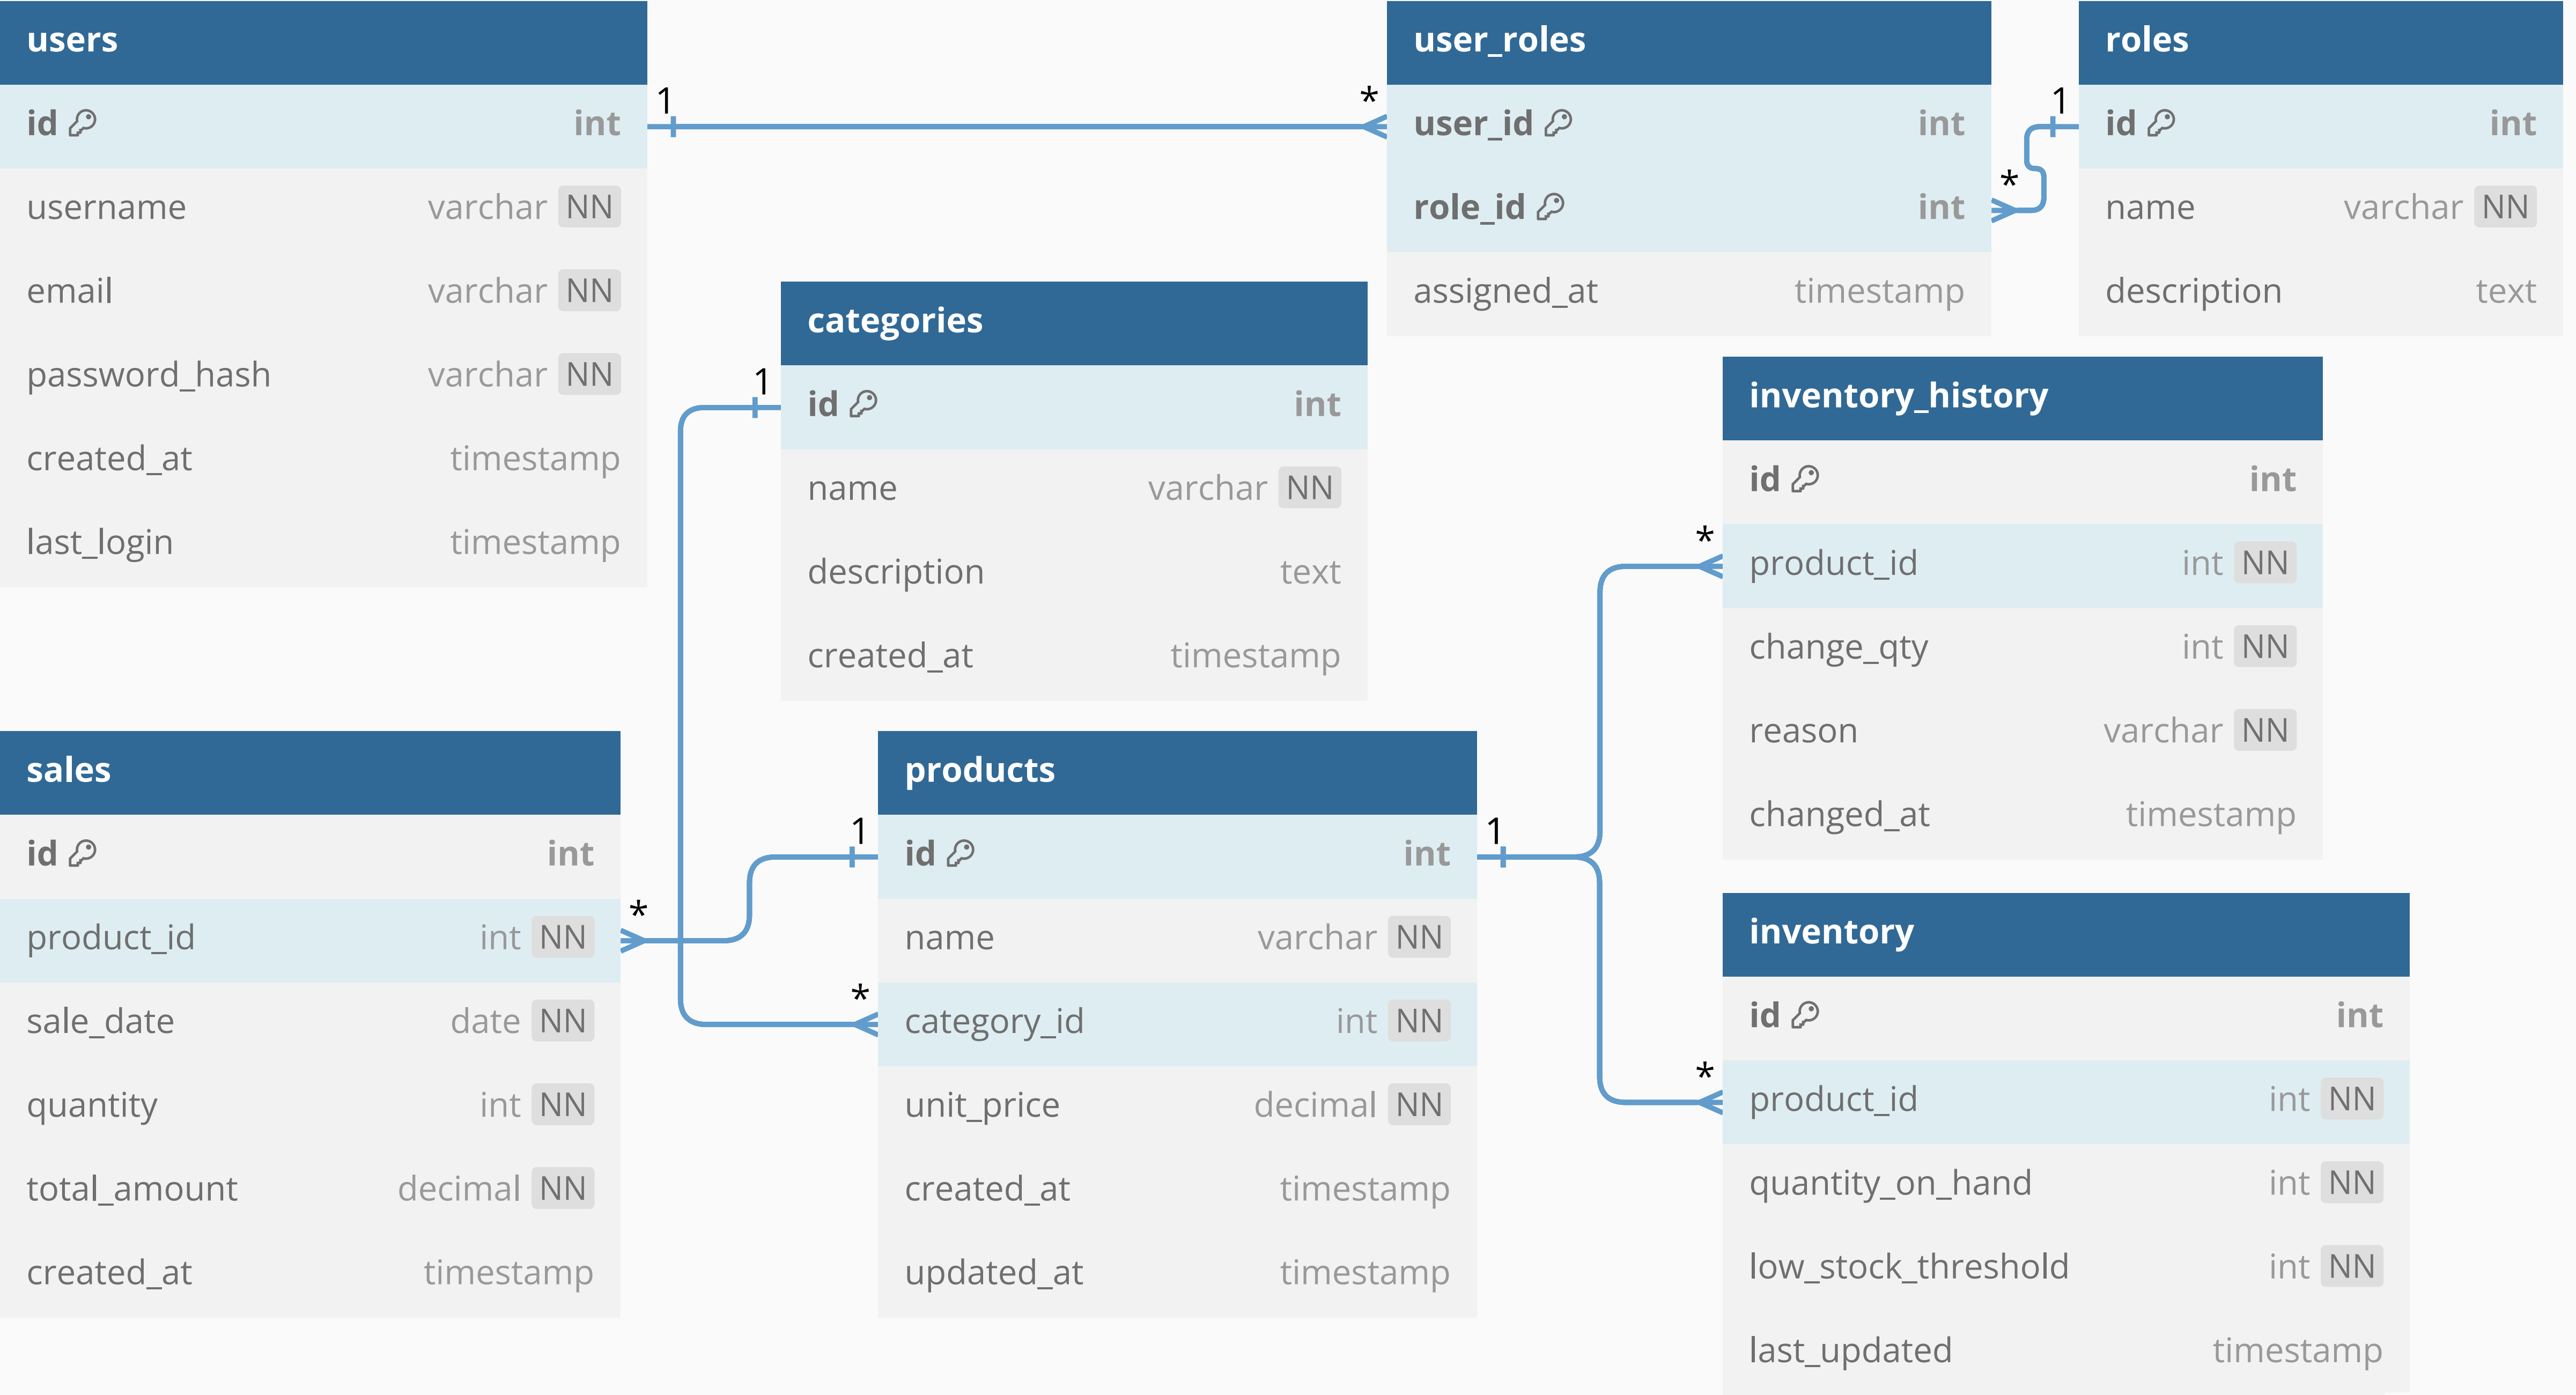 users
id int
username varchar NN
email varchar NN
password_hash varchar NN
created_at timestamp
last_login timestamp
1
*
user_roles
user_id int
role_id int
assigned_at timestamp
*
1
roles
id int
name varchar NN
description text
categories
1
id int
name varchar NN
description text
created_at timestamp
inventory_history
id int
*
product_id int NN
change_qty int NN
reason varchar NN
changed_at timestamp
sales
id int
product_id int NN
*
sale_date date NN
quantity int NN
total_amount decimal NN
created_at timestamp
products
1
id int
1
name varchar NN
*
category_id int NN
unit_price decimal NN
created_at timestamp
updated_at timestamp
inventory
id int
*
product_id int NN
quantity_on_hand int NN
low_stock_threshold int NN
last_updated timestamp